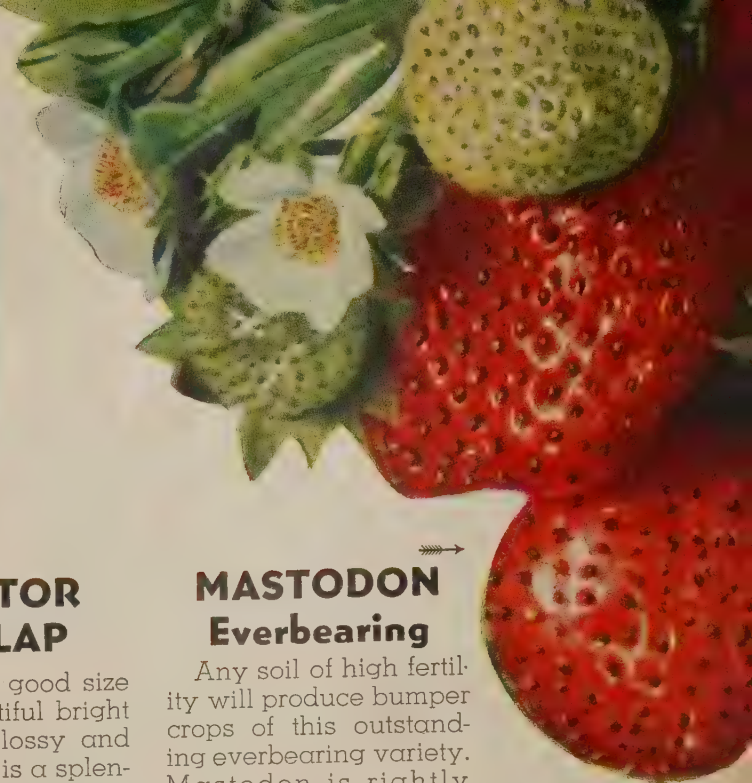 TOR
LAP
good size
tiful bright
lossy and
is a splen-
MASTODON
Everbearing
Any soil of high fertil-
ity will produce bumper
crops of this outstand-
ing everbearing variety.
Mastodon is rightly